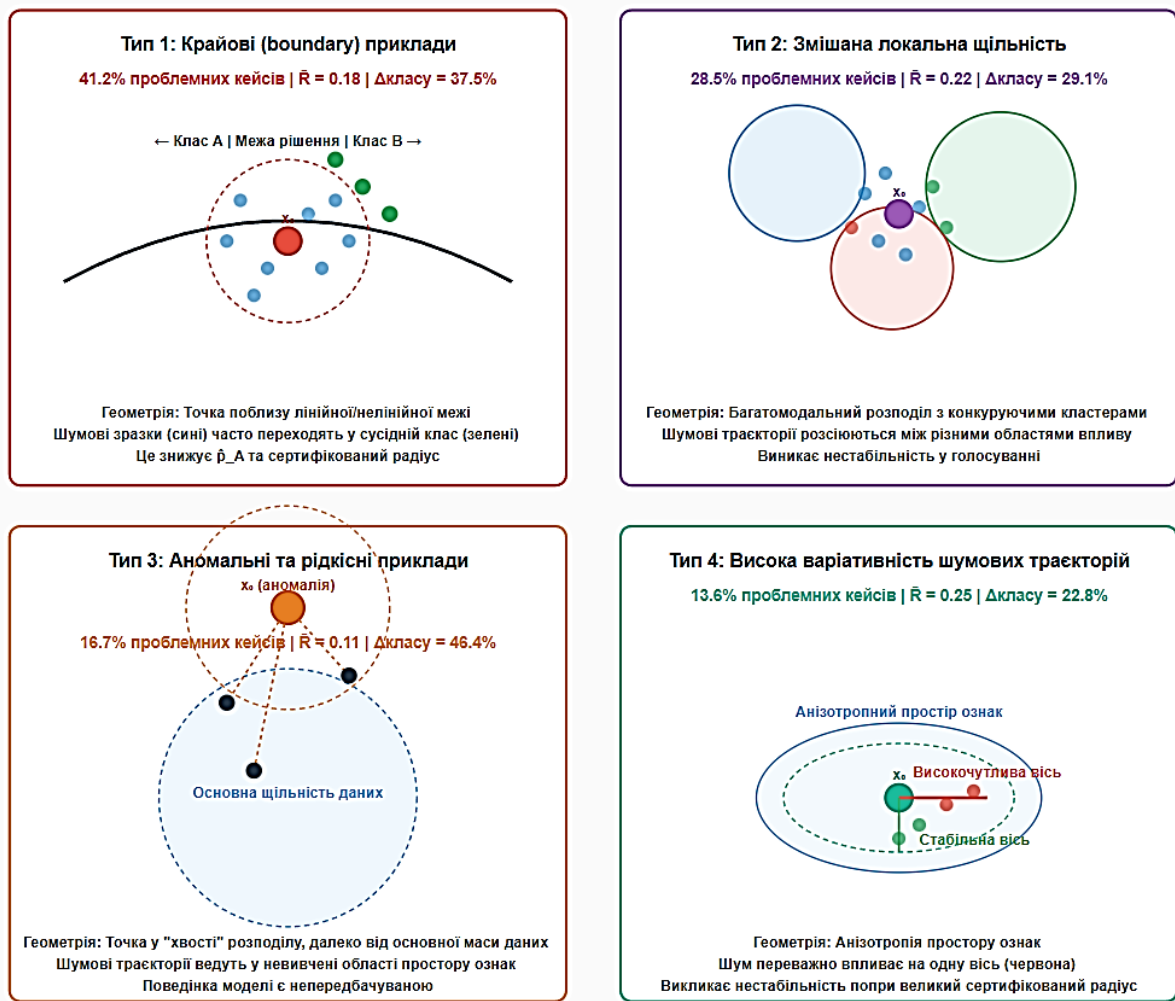 Тип 1: Крайові (boundary) приклади
41.2% проблемних кейсів | R̄ = 0.18 | Δкласу = 37.5%
← Клас A | Межа рішення | Клас B →
x₀
Геометрія: Точка поблизу лінійної/нелінійної межі
Шумові зразки (сині) часто переходять у сусідній клас (зелені)
Це знижує p̂_A та сертифікований радіус
Тип 2: Змішана локальна щільність
28.5% проблемних кейсів | R̄ = 0.22 | Δкласу = 29.1%
x₀
Геометрія: Багатомодальний розподіл з конкуруючими кластерами
Шумові траєкторії розсіюються між різними областями впливу
Виникає нестабільність у голосуванні
Тип 3: Аномальні та рідкісні приклади
x₀ (аномалія)
16.7% проблемних кейсів | R̄ = 0.11 | Δкласу = 46.4%
Основна щільність даних
Геометрія: Точка у "хвості" розподілу, далеко від основної маси даних
Шумові траєкторії ведуть у невивчені області простору ознак
Поведінка моделі є непередбачуваною
Тип 4: Висока варіативність шумових траєкторій
13.6% проблемних кейсів | R̄ = 0.25 | Δкласу = 22.8%
Анізотропний простір ознак
x₀
Високочутлива вісь
Стабільна вісь
Геометрія: Анізотропія простору ознак
Шум переважно впливає на одну вісь (червона)
Викликає нестабільність попри великий сертифікований радіус